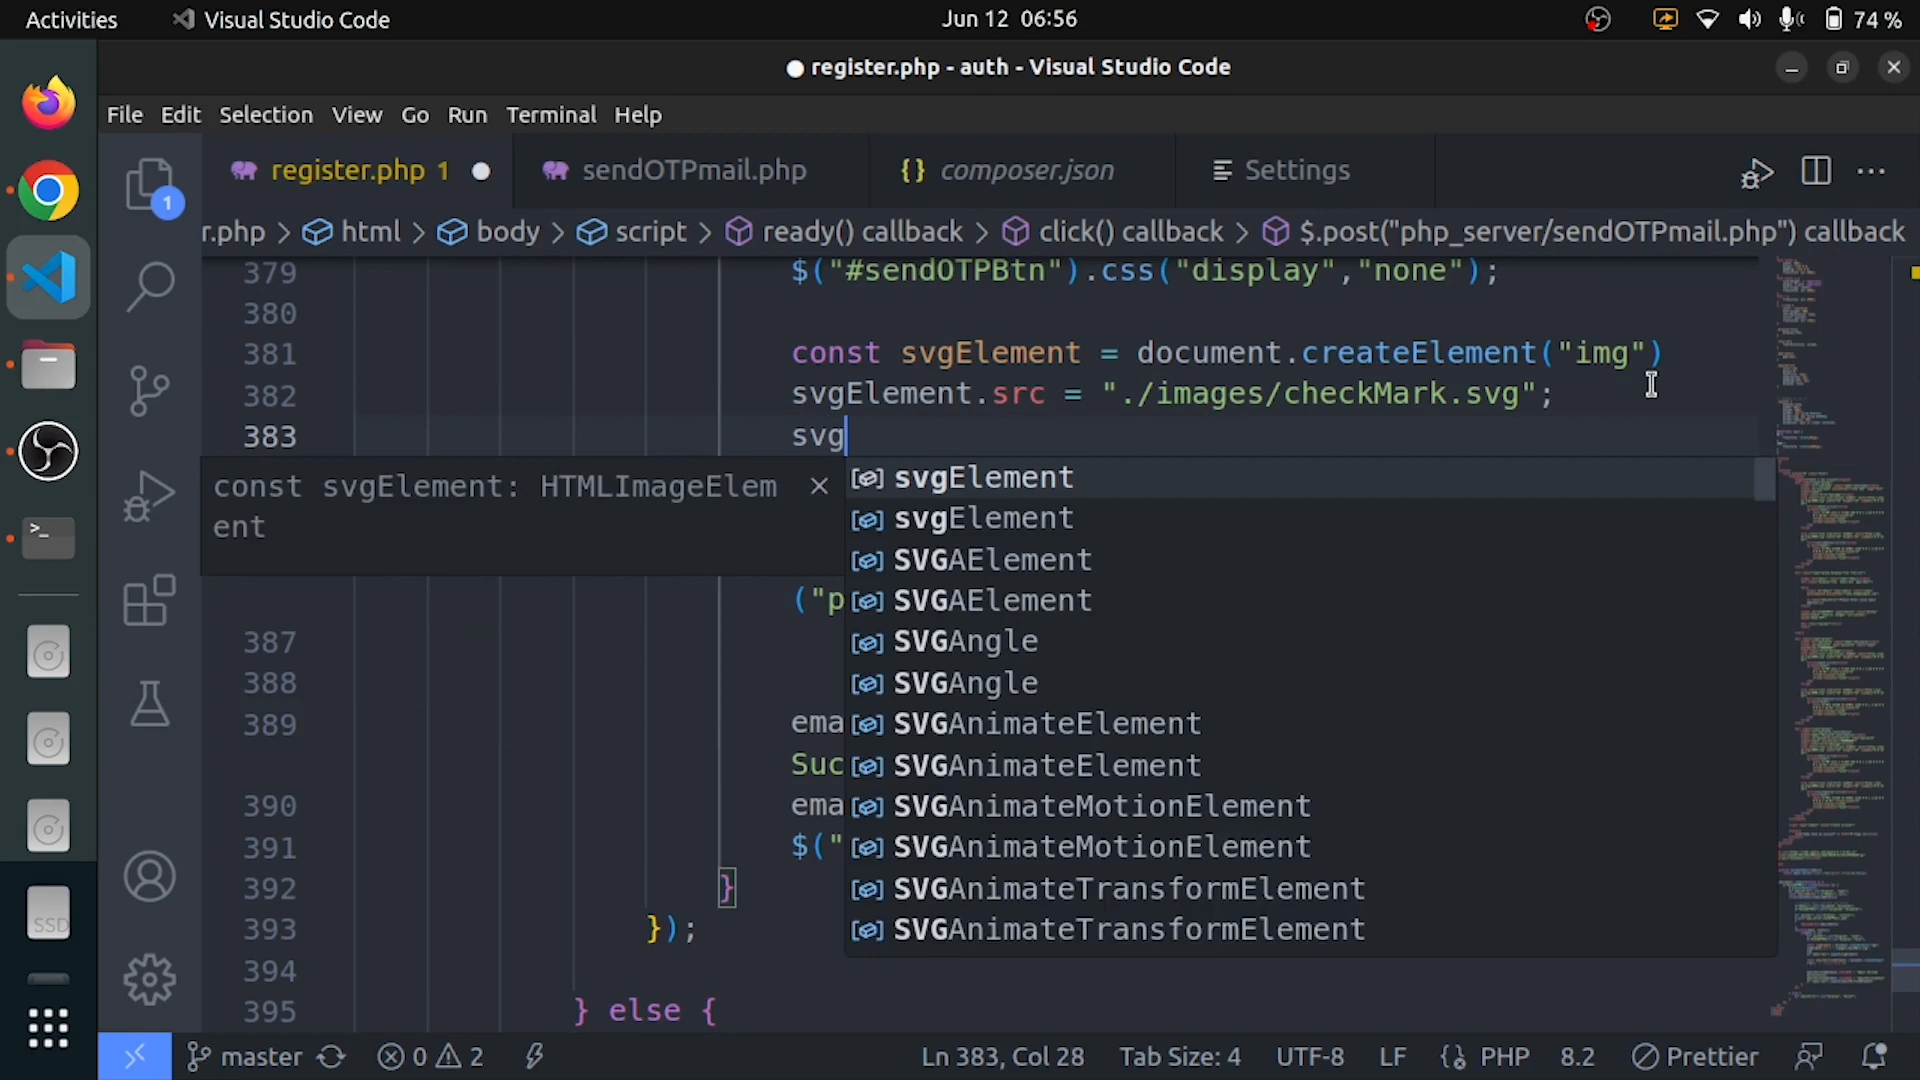 Activities Visual Studio Code Jun 12 06:56 74 %
register.php - auth - Visual Studio Code
File Edit Selection View Go Run Terminal Help
register.php 1 sendOTPmail.php {} composer.json Settings
1
r.php > html > body > script > ready() callback > click() callback > $.post("php_server/sendOTPmail.php") callback
379 $("#sendOTPBtn").css("display","none");
380
381 const svgElement = document.createElement("img")
382 svgElement.src = "./images/checkMark.svg";
383 svg
const svgElement: HTMLImageElem
ent
svgElement
svgElement
SVGAElement
SVGAElement
SVGAngle
SVGAngle
SVGAnimateElement
SVGAnimateElement
SVGAnimateMotionElement
SVGAnimateMotionElement
SVGAnimateTransformElement
SVGAnimateTransformElement
("p
387
388
389 ema
Suc
390 ema
391 $("
392 }
393 });
394
395 } else {
SSD
master 0 2 Ln 383, Col 28 Tab Size: 4 UTF-8 LF PHP 8.2 Prettier